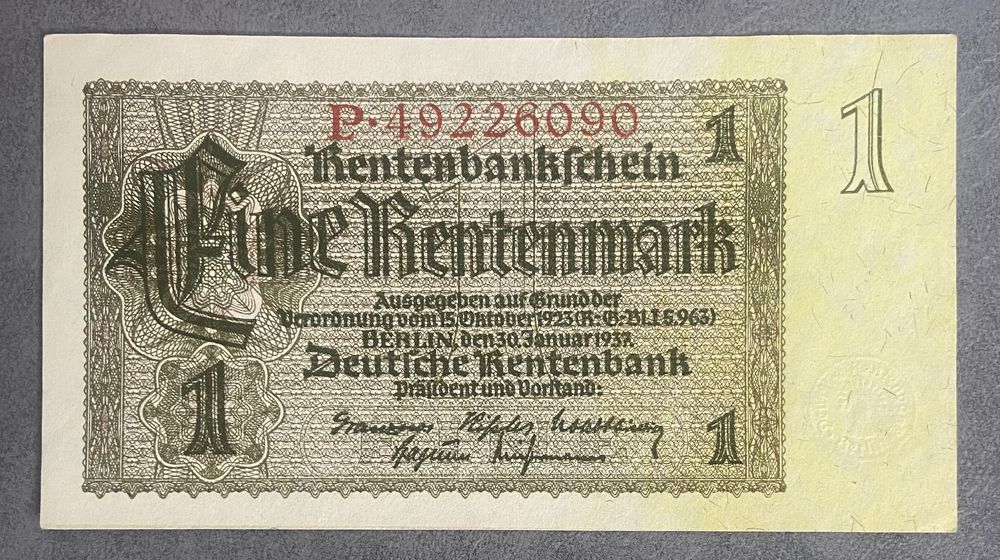 P·49226090
Rentenbankschein
1
1
Eine Rentenmark
Ausgegeben auf Grund der
Verordnung vom 15. Oktober 1923 (R-G-Bl. I S. 963)
BERLIN, den 30. Januar 1937.
Deutsche Rentenbank
Präsident und Vorstand:
1
1